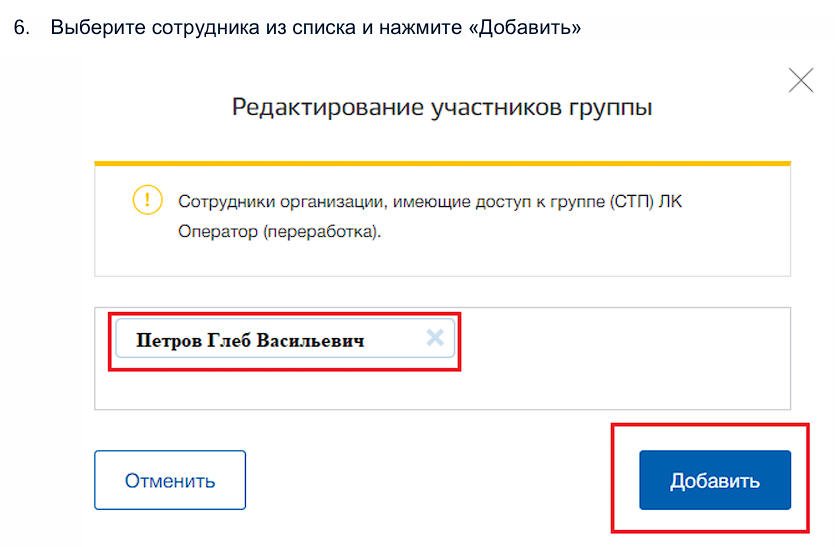 6. Выберите сотрудника из списка и нажмите «Добавить»
Редактирование участников группы
Сотрудники организации, имеющие доступ к группе (СТП) ЛК
Оператор (переработка).
Петров Глеб Васильевич
Отменить
Добавить